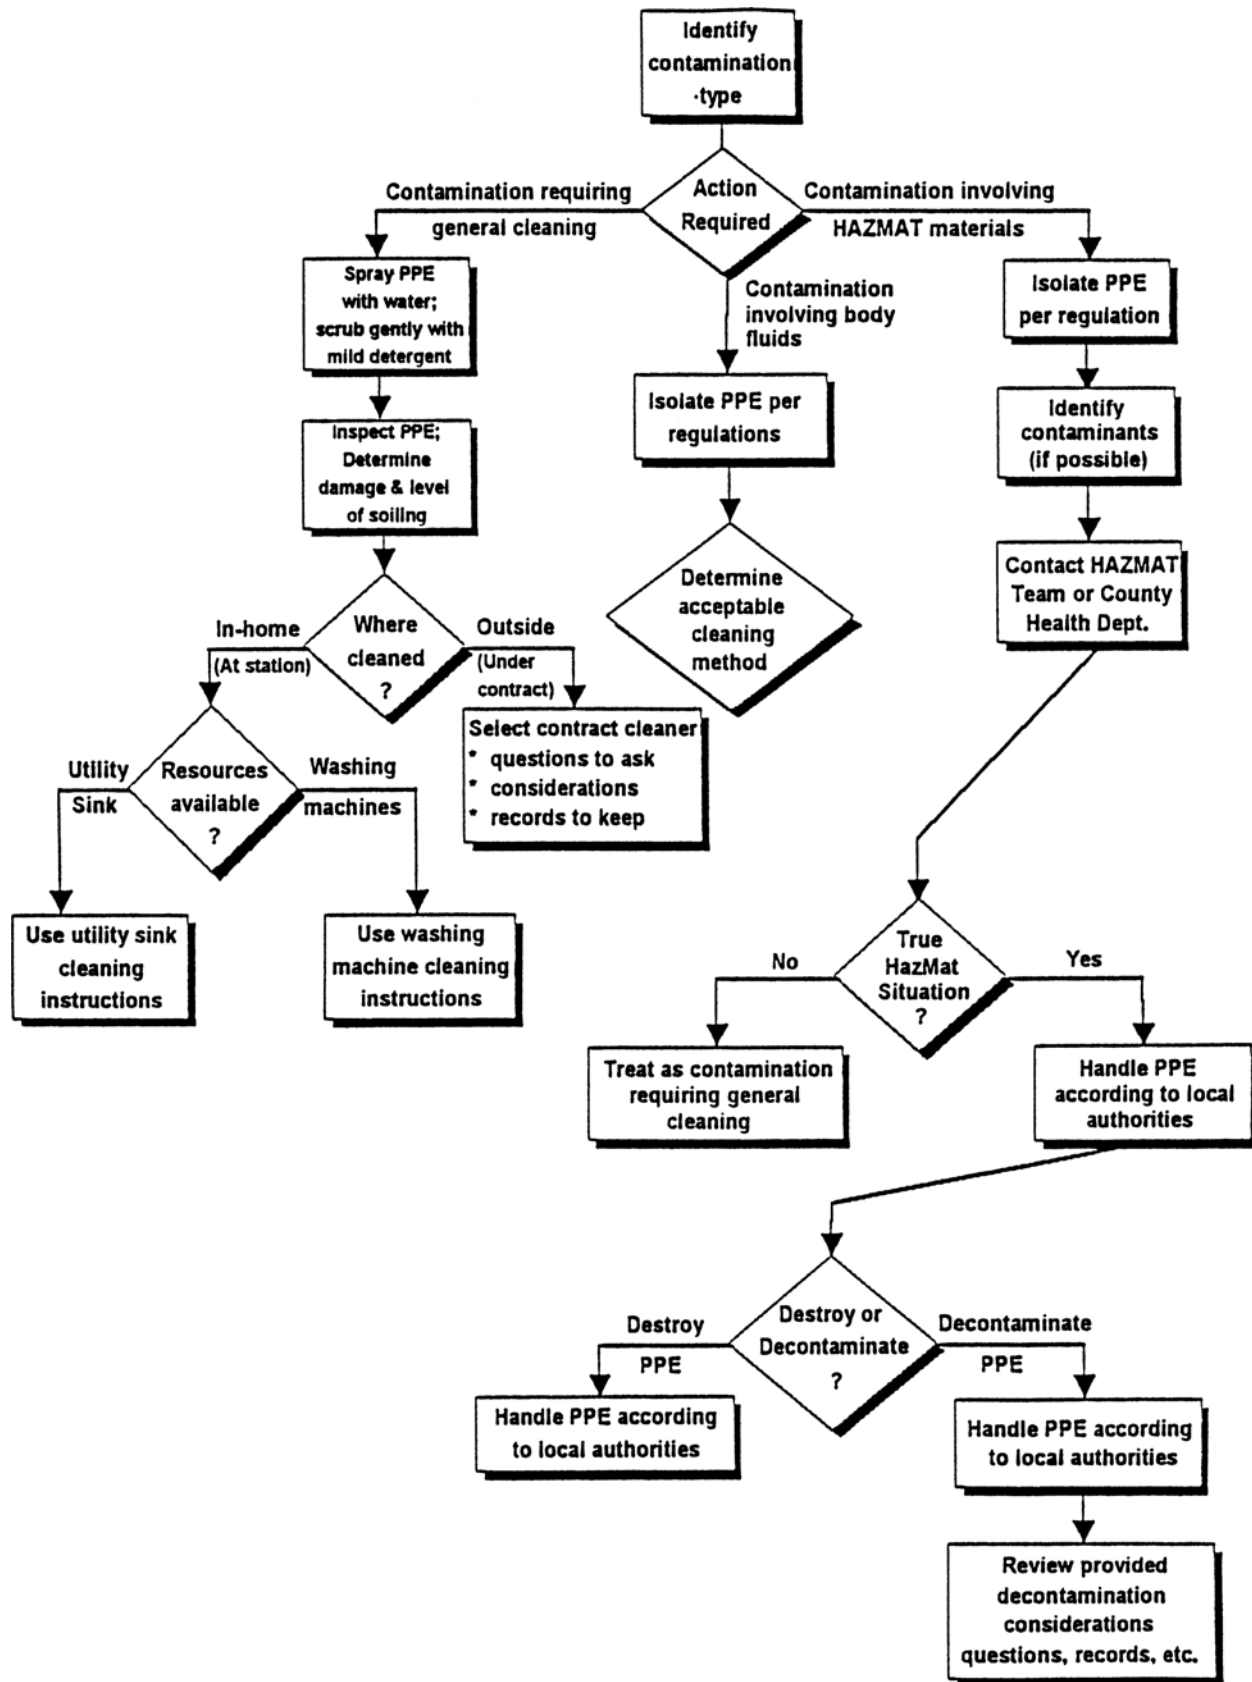 Identify
contamination
·type
Action
Required
Contamination requiring
general cleaning
Contamination involving
HAZMAT materials
Spray PPE
with water;
scrub gently with
mild detergent
Contamination
involving body
fluids
Isolate PPE
per regulation
Inspect PPE;
Determine
damage & level
of soiling
Isolate PPE per
regulations
Identify
contaminants
(if possible)
Where
cleaned
?
In-home
(At station)
Outside
(Under
contract)
Determine
acceptable
cleaning
method
Contact HAZMAT
Team or County
Health Dept.
Select contract cleaner
* questions to ask
* considerations
* records to keep
Resources
available
?
Utility
Sink
Washing
machines
Use utility sink
cleaning
instructions
Use washing
machine cleaning
instructions
True
HazMat
Situation
?
No
Yes
Treat as contamination
requiring general
cleaning
Handle PPE
according to local
authorities
Destroy or
Decontaminate
?
Destroy
PPE
Decontaminate
PPE
Handle PPE according
to local authorities
Handle PPE according
to local authorities
Review provided
decontamination
considerations
questions, records, etc.